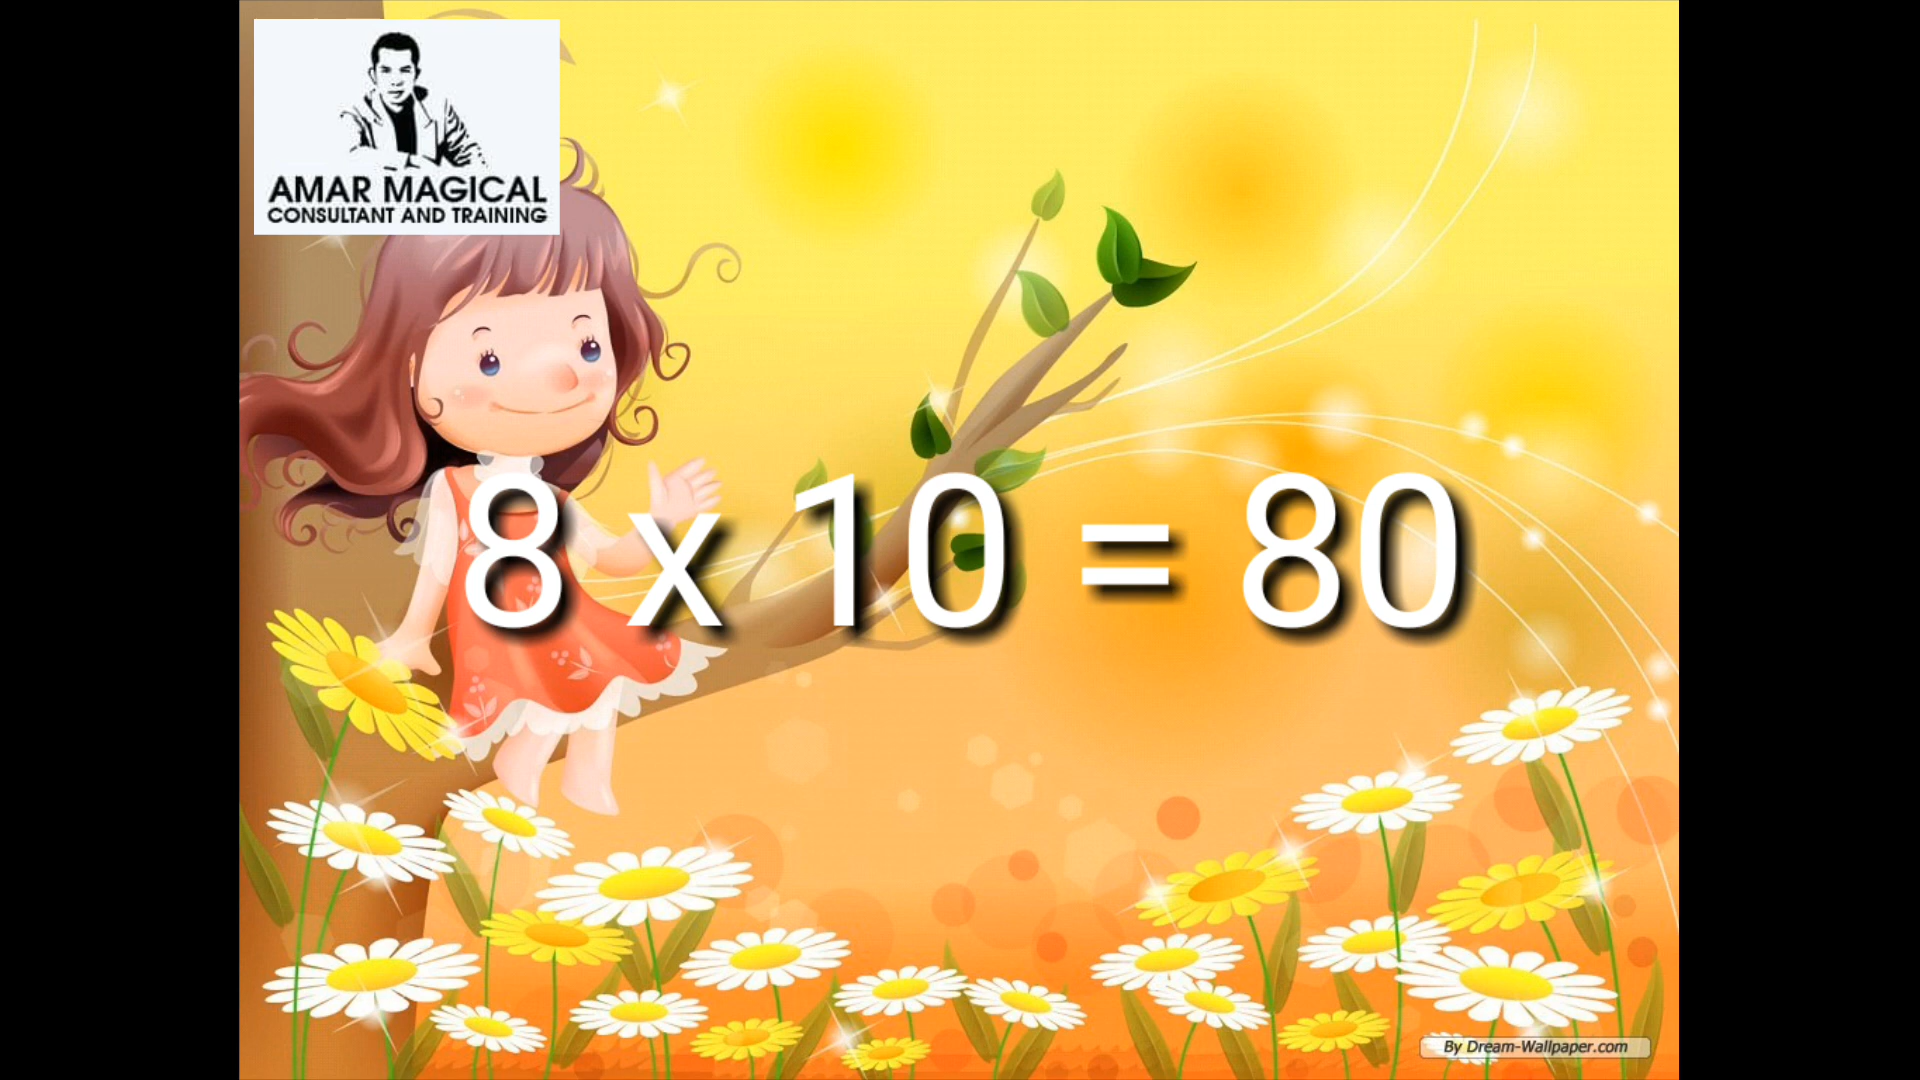 AMAR MAGICAL
CONSULTANT AND TRAINING
8 x 10 = 80
By Dream-Wallpaper.com